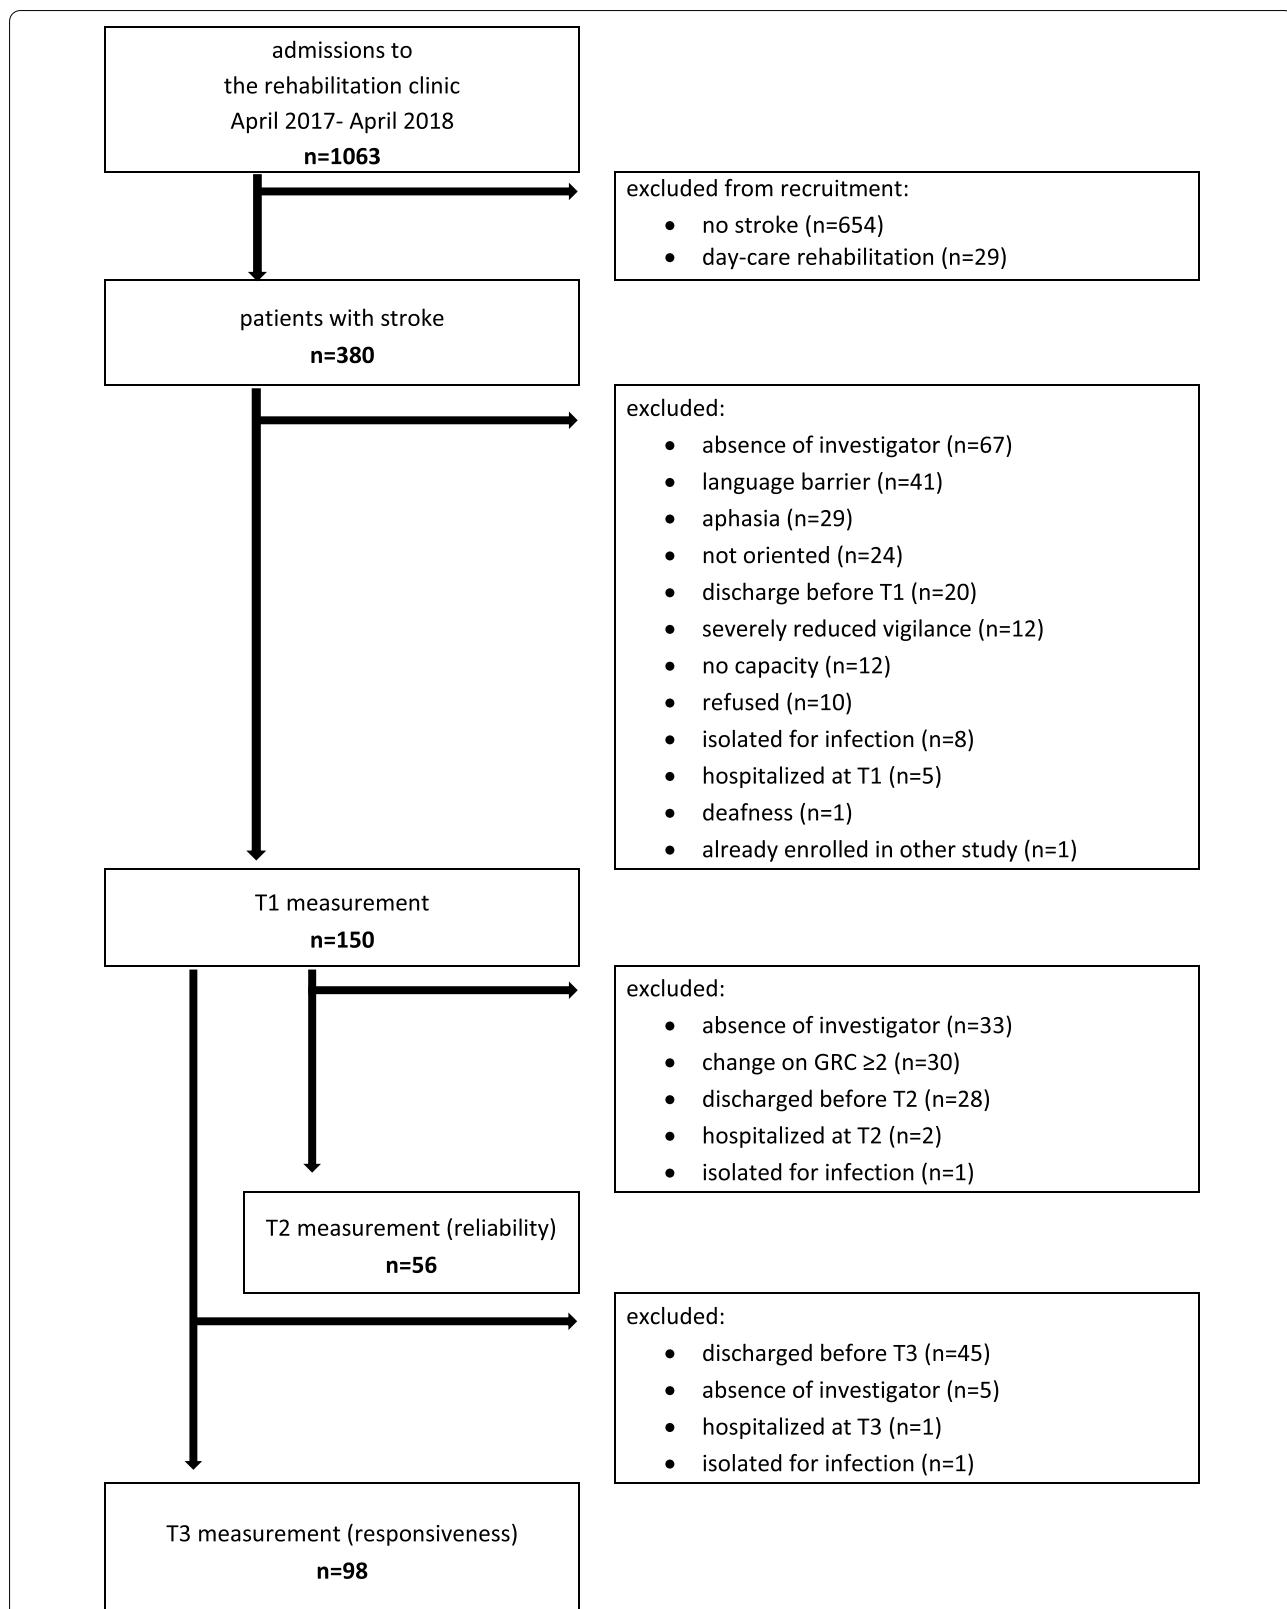 admissions to
the rehabilitation clinic
April 2017- April 2018
n=1063
excluded from recruitment:
• no stroke (n=654)
• day-care rehabilitation (n=29)
patients with stroke
n=380
excluded:
• absence of investigator (n=67)
• language barrier (n=41)
• aphasia (n=29)
• not oriented (n=24)
• discharge before T1 (n=20)
• severely reduced vigilance (n=12)
• no capacity (n=12)
• refused (n=10)
• isolated for infection (n=8)
• hospitalized at T1 (n=5)
• deafness (n=1)
• already enrolled in other study (n=1)
T1 measurement
n=150
excluded:
• absence of investigator (n=33)
• change on GRC ≥2 (n=30)
• discharged before T2 (n=28)
• hospitalized at T2 (n=2)
• isolated for infection (n=1)
T2 measurement (reliability)
n=56
excluded:
• discharged before T3 (n=45)
• absence of investigator (n=5)
• hospitalized at T3 (n=1)
• isolated for infection (n=1)
T3 measurement (responsiveness)
n=98